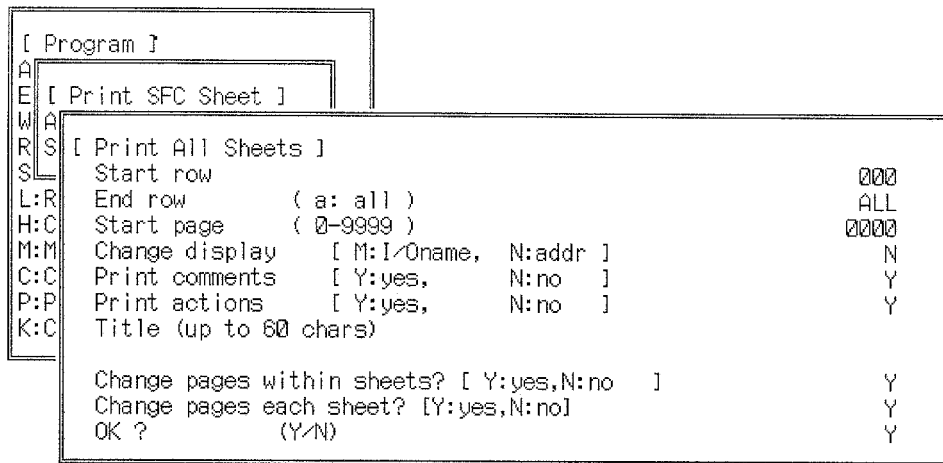 [ Program ]
A
E [ Print SFC Sheet ]
W A
R S [ Print All Sheets ]
S Start row 000
L:R End row ( a: all ) ALL
H:C Start page ( 0-9999 ) 0000
M:M Change display [ M:I/Oname, N:addr ] N
C:C Print comments [ Y:yes, N:no ] Y
P:P Print actions [ Y:yes, N:no ] Y
K:C Title (up to 60 chars)
Change pages within sheets? [ Y:yes,N:no ] Y
Change pages each sheet? [Y:yes,N:no] Y
OK ? (Y/N) Y